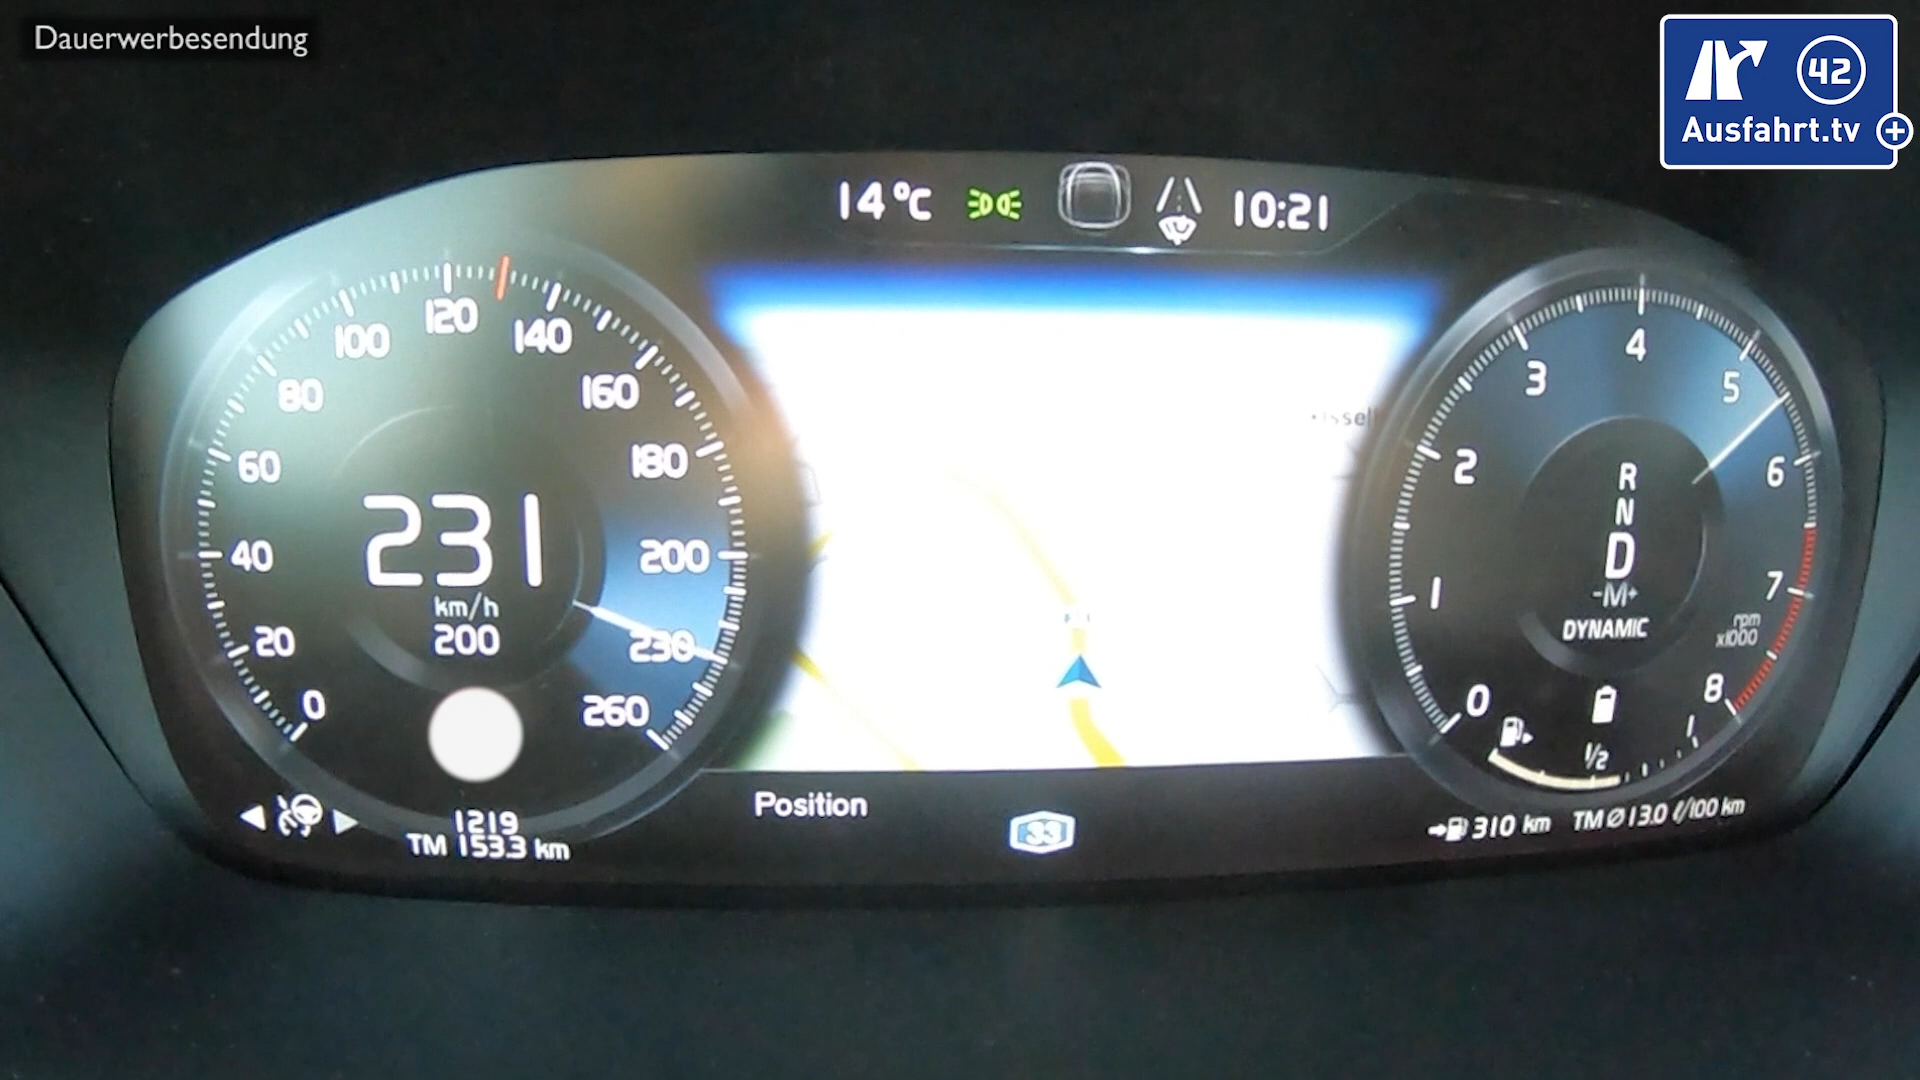 Dauerwerbesendung
42
Ausfahrt.tv
14°C
10:21
0
20
40
60
80
100
120
140
160
180
200
230
260
231
km/h
200
1219
TM 153.3 km
Position
33
0
1
2
3
4
5
6
7
8
R
N
D
-M+
DYNAMIC
rpm
x1000
1/2
1
310 km
TM Ø 13.0 ℓ/100 km